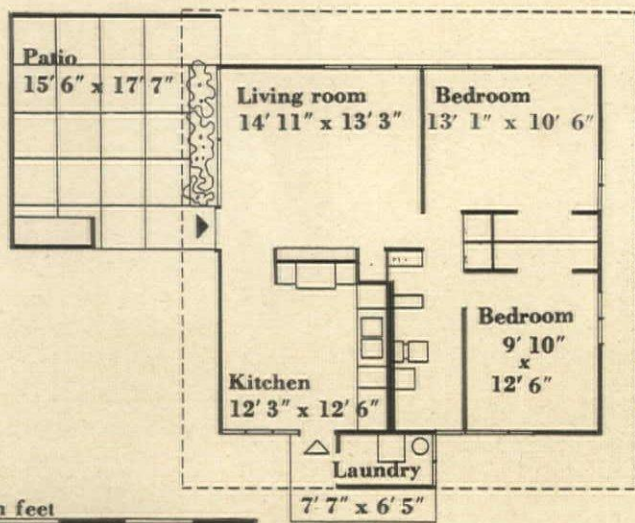 Patio
15′ 6″ x 17′ 7″
Living room
14′ 11″ x 13′ 3″
Bedroom
13′ 1″ x 10′ 6″
Bedroom
9′ 10″
x
12′ 6″
Kitchen
12′ 3″ x 12′ 6″
Laundry
7′ 7″ x 6′ 5″
feet